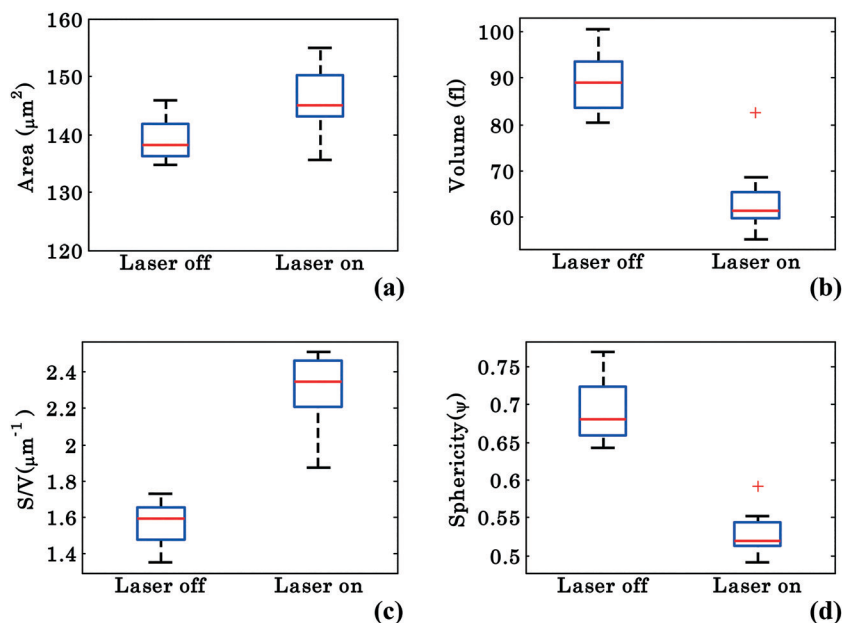 160
150
140
130
120
Area (μm²)
Laser off Laser on
(a)
100
90
80
70
60
Volume (fl)
Laser off Laser on
(b)
2.4
2.2
2
1.8
1.6
1.4
S/V(μm⁻¹)
Laser off Laser on
(c)
0.75
0.7
0.65
0.6
0.55
0.5
Sphericity(ψ)
Laser off Laser on
(d)